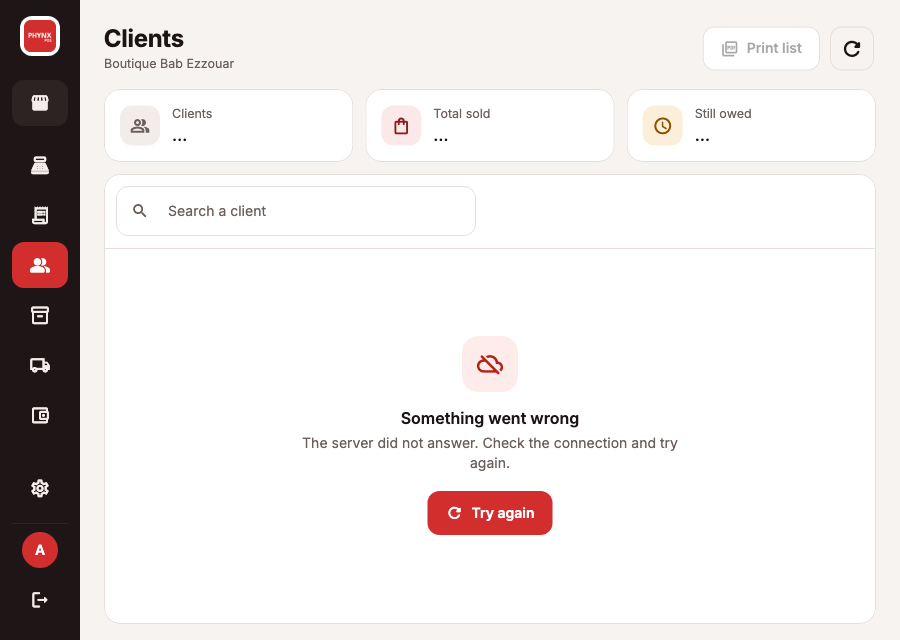 PHYNX
POS
Clients
Boutique Bab Ezzouar
Print list
Clients
...
Total sold
...
Still owed
...
Search a client
Something went wrong
The server did not answer. Check the connection and try
again.
Try again
A